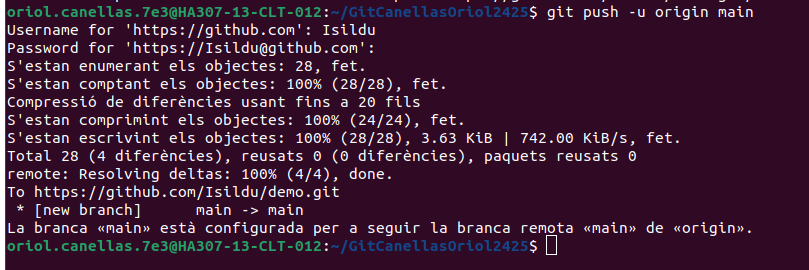 oriol.canellas.7e3@HA307-13-CLT-012:~/GitCanellasOriol2425$ git push -u origin main
Username for 'https://github.com': Isildu
Password for 'https://Isildu@github.com':
S'estan enumerant els objectes: 28, fet.
S'estan comptant els objectes: 100% (28/28), fet.
Compressió de diferències usant fins a 20 fils
S'estan comprimint els objectes: 100% (24/24), fet.
S'estan escrivint els objectes: 100% (28/28), 3.63 KiB | 742.00 KiB/s, fet.
Total 28 (4 diferències), reusats 0 (0 diferències), paquets reusats 0
remote: Resolving deltas: 100% (4/4), done.
To https://github.com/Isildu/demo.git
 * [new branch]      main -> main
La branca «main» està configurada per a seguir la branca remota «main» de «origin».
oriol.canellas.7e3@HA307-13-CLT-012:~/GitCanellasOriol2425$